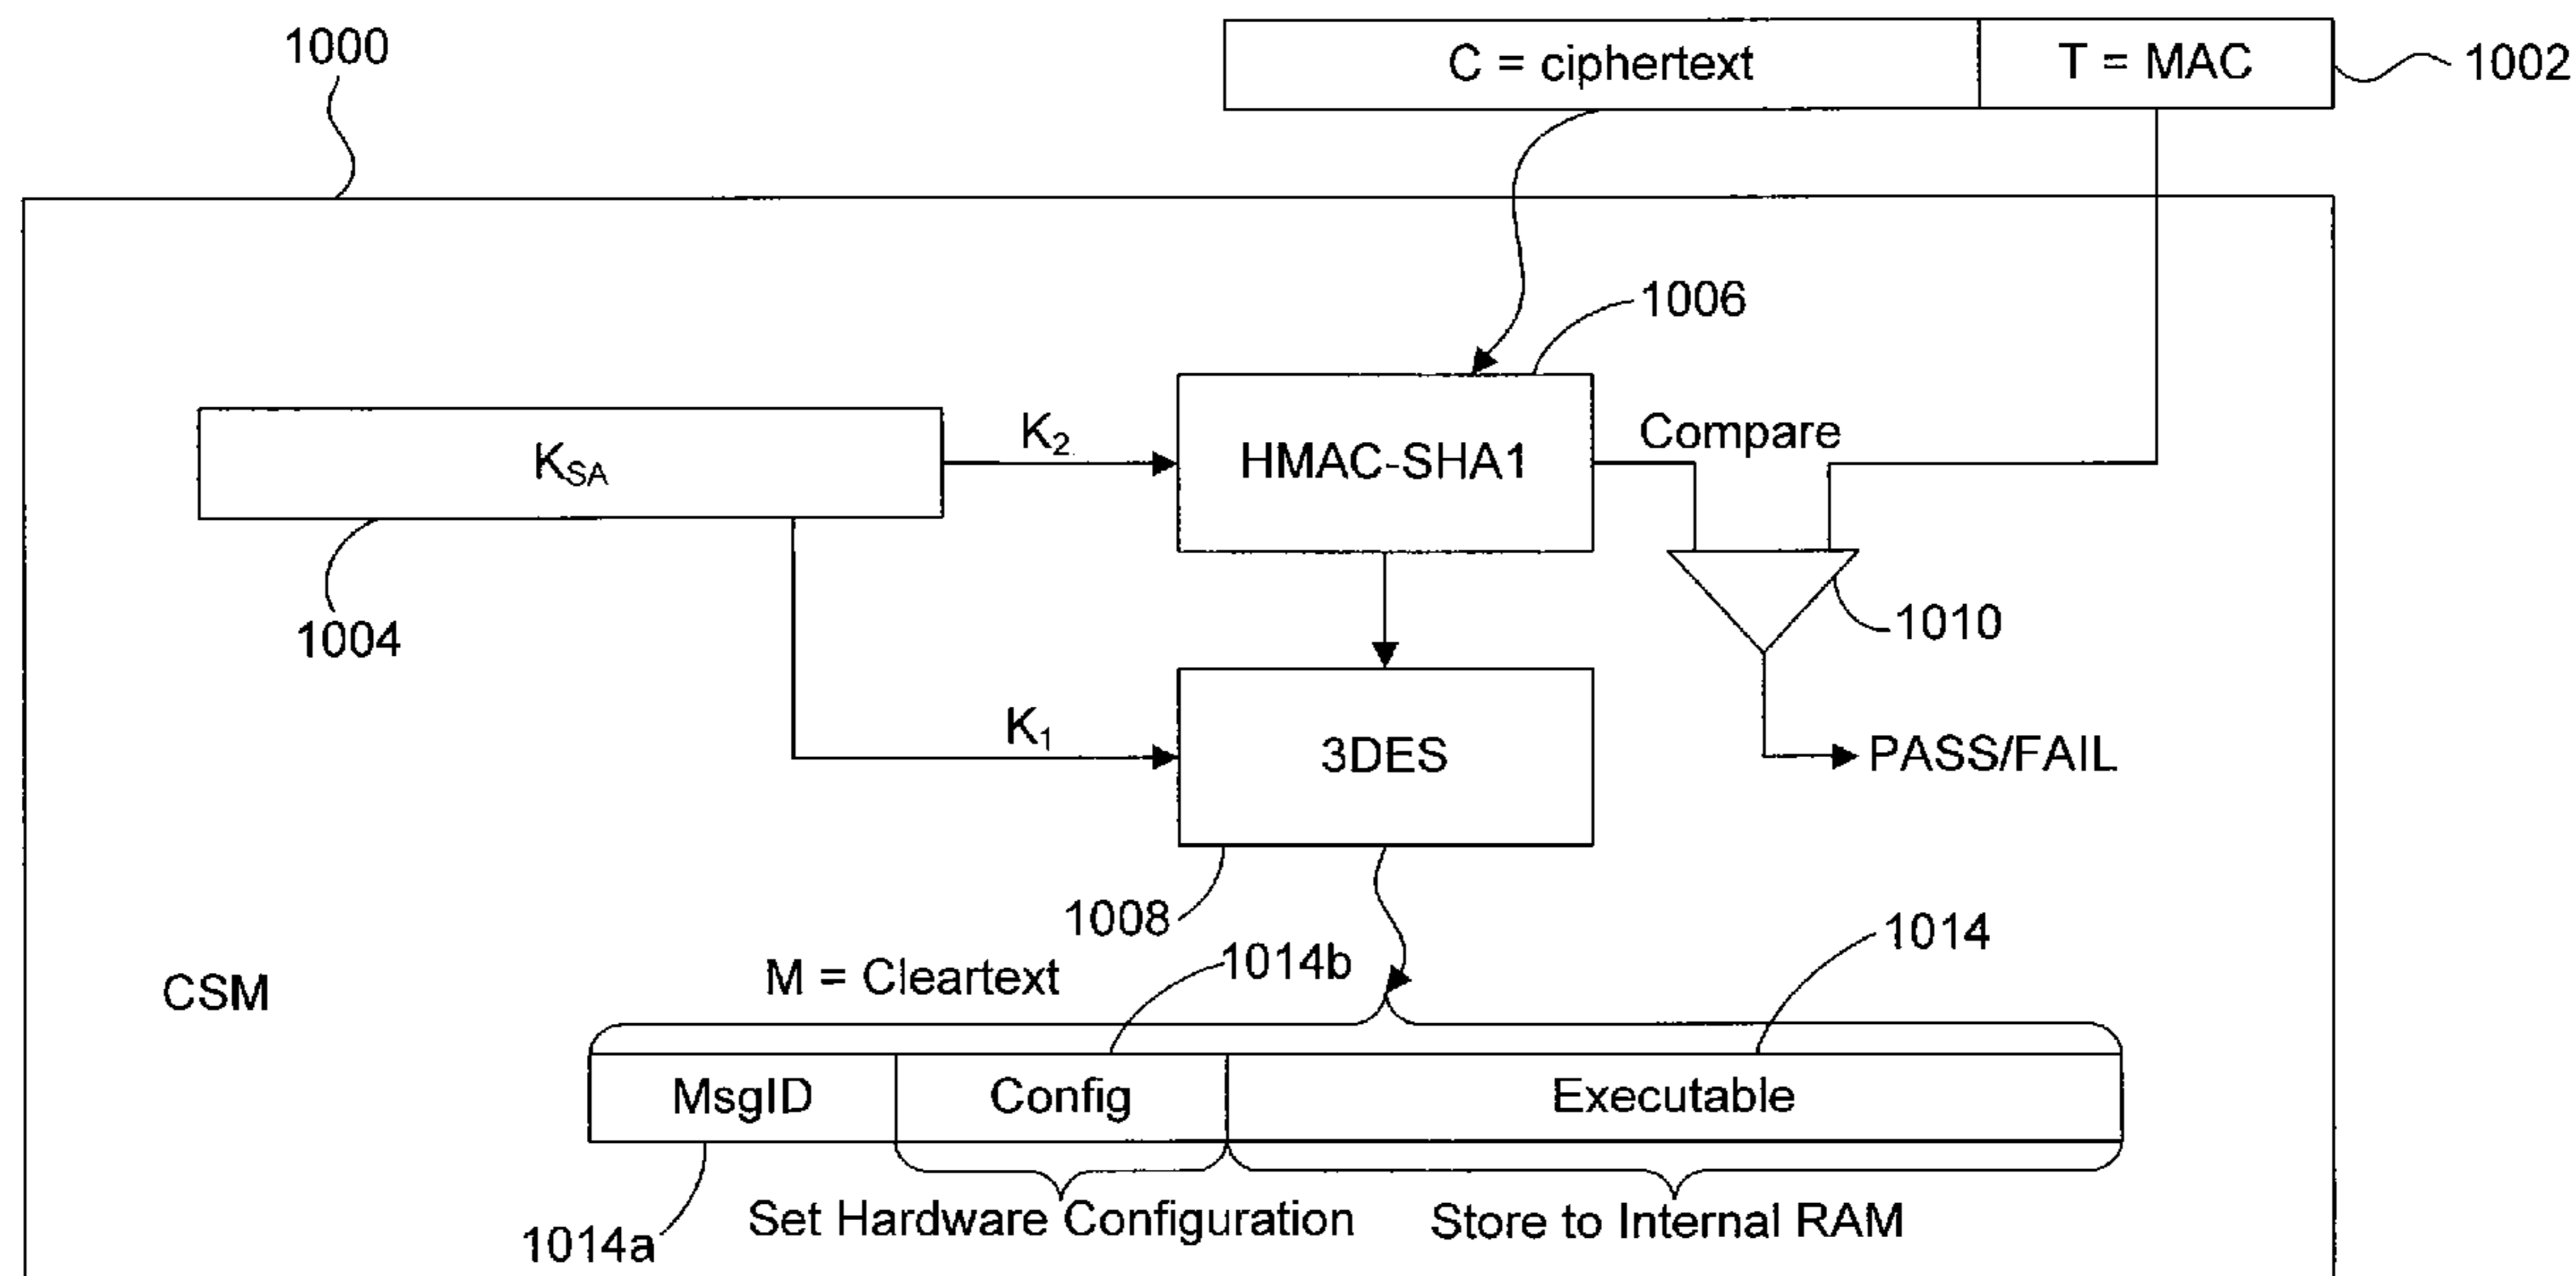 1000
C = ciphertext T = MAC 1002
1006
K2 Compare
KSA HMAC-SHA1
1004 1010
K1 3DES PASS/FAIL
1008 1014
M = Cleartext 1014b
CSM
MsgID Config Executable
Set Hardware Configuration Store to Internal RAM
1014a